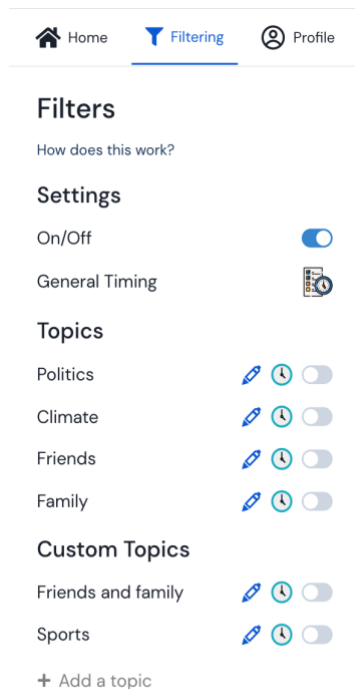 Home Filtering Profile
Filters
How does this work?
Settings
On/Off
General Timing
Topics
Politics
Climate
Friends
Family
Custom Topics
Friends and family
Sports
+ Add a topic